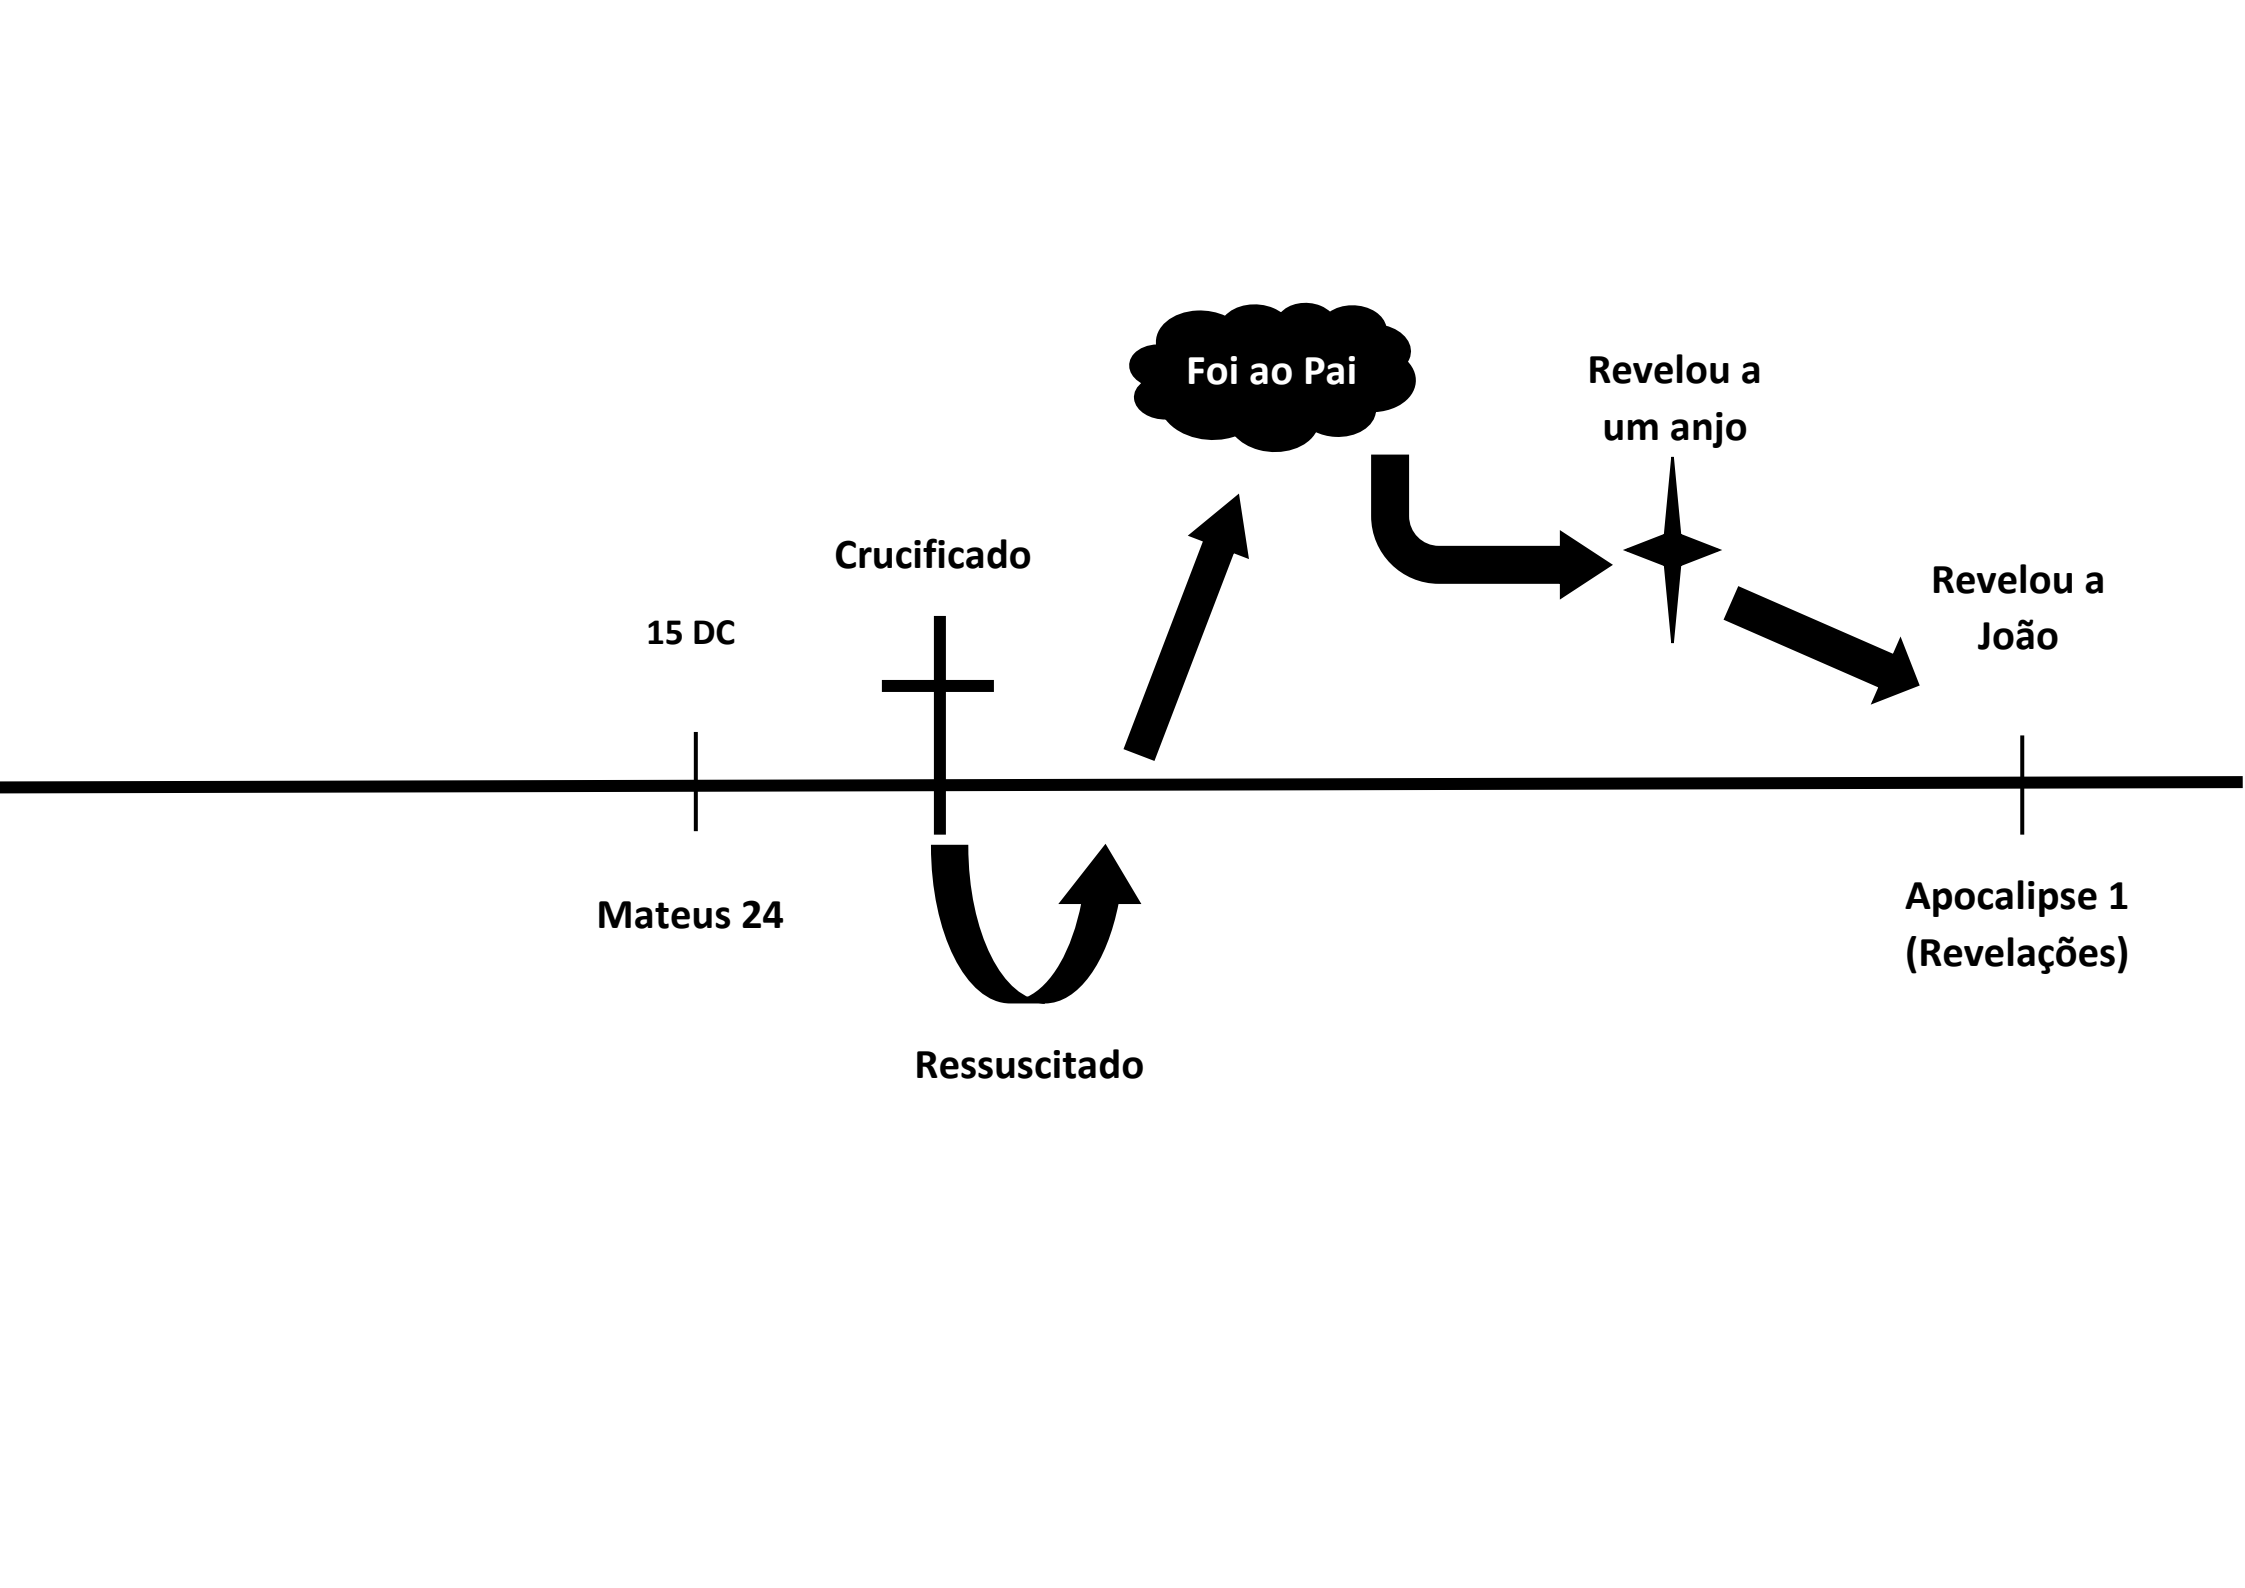 Foi ao Pai
Revelou a
um anjo
Crucificado
Revelou a
João
15 DC
Mateus 24
Apocalipse 1
(Revelações)
Ressuscitado